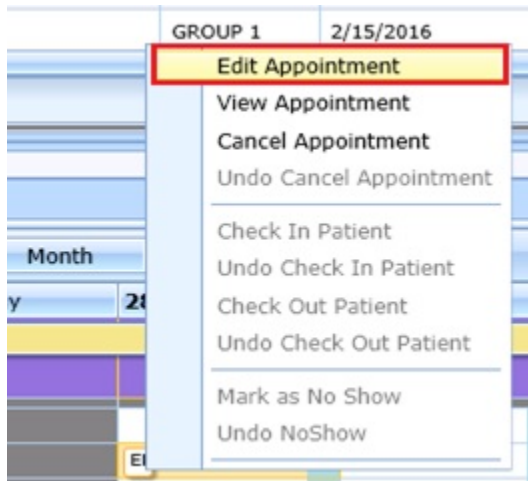 GROUP 1 2/15/2016
Edit Appointment
View Appointment
Cancel Appointment
Undo Cancel Appointment
Check In Patient
Undo Check In Patient
Month
Check Out Patient
y 28
Undo Check Out Patient
Mark as No Show
Undo NoShow